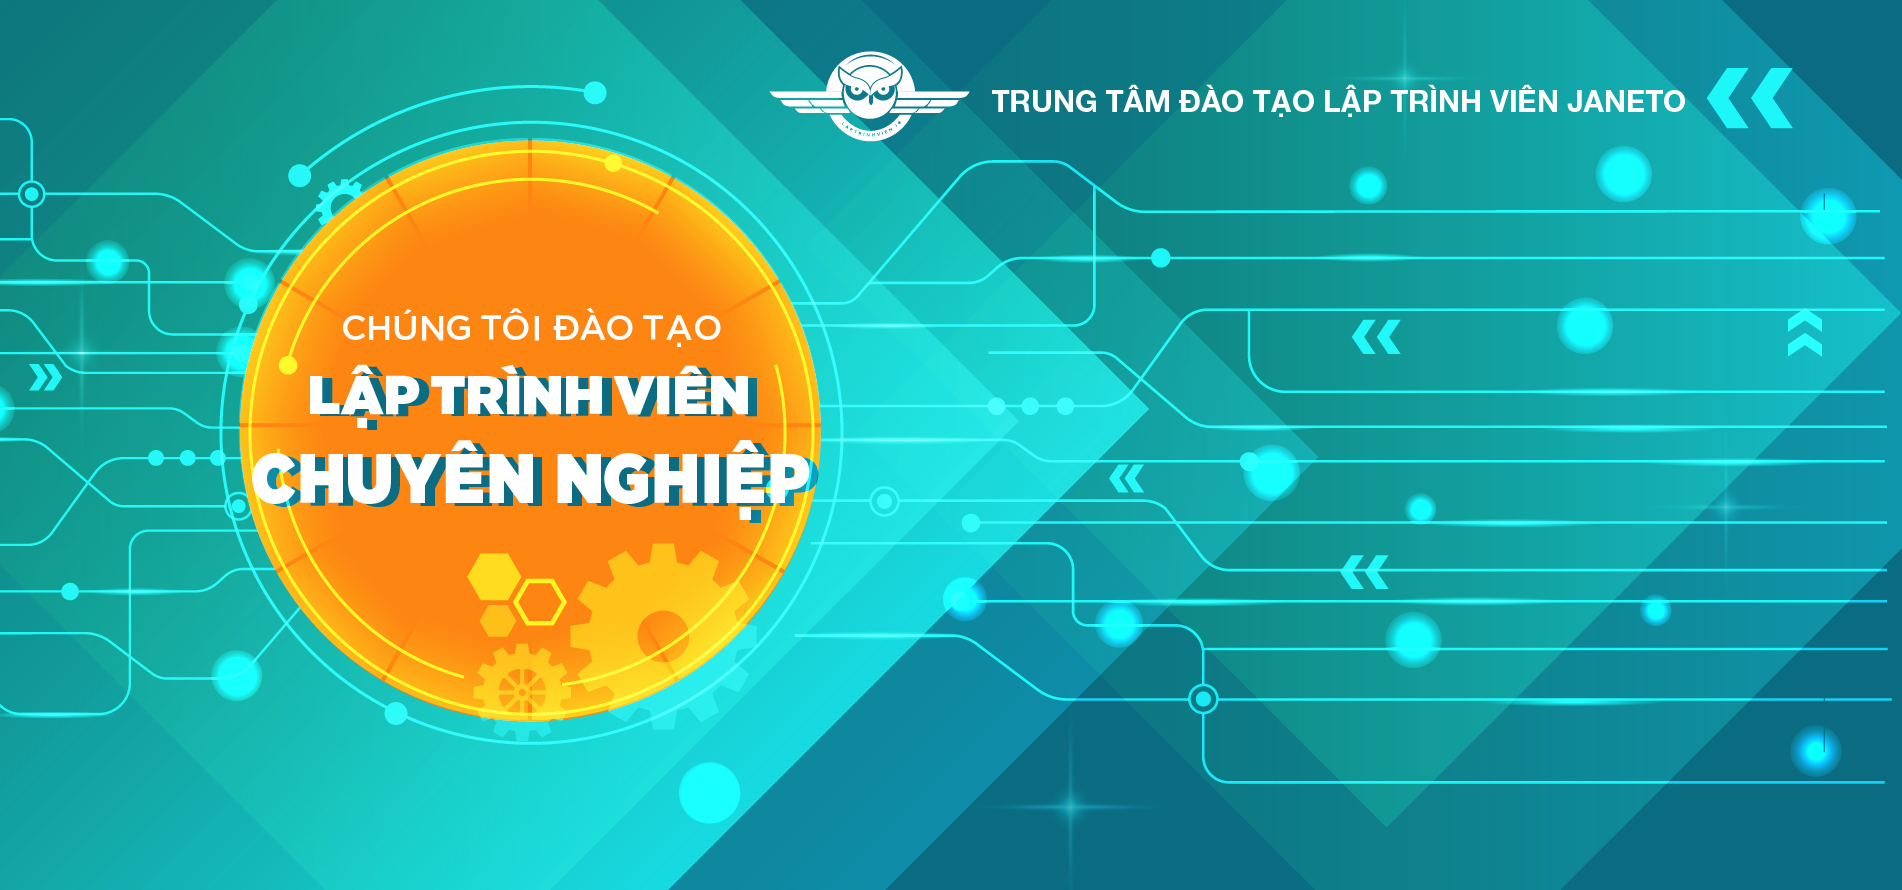 TRUNG TÂM ĐÀO TẠO LẬP TRÌNH VIÊN JANETO
CHÚNG TÔI ĐÀO TẠO
LẬP TRÌNH VIÊN
CHUYÊN NGHIỆP